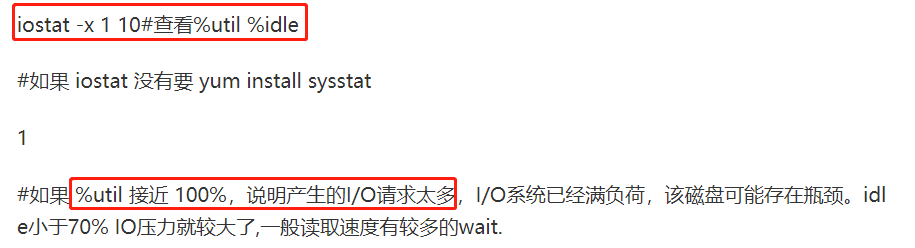 iostat -x 1 10#查看%util %idle
#如果 iostat 没有要 yum install sysstat
1
#如果 %util 接近 100%，说明产生的I/O请求太多，I/O系统已经满负荷，该磁盘可能存在瓶颈。idl
e小于70% IO压力就较大了,一般读取速度有较多的wait.